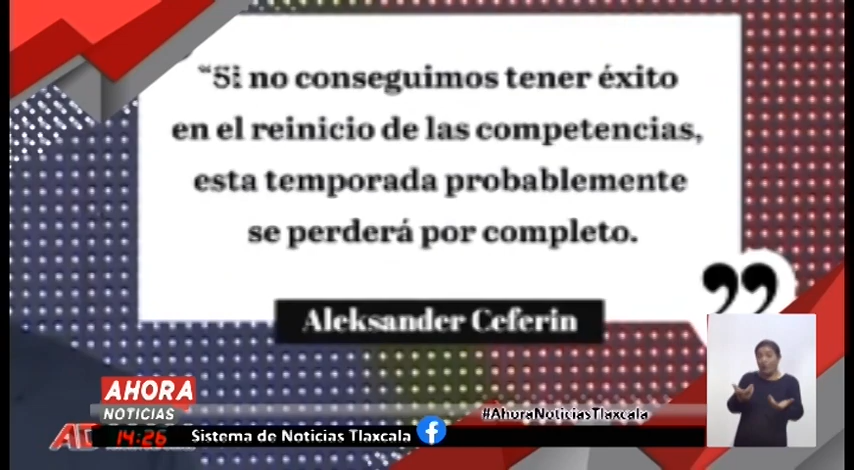 “Si no conseguimos tener éxito
en el reinicio de las competencias,
esta temporada probablemente
se perderá por completo.
”
Aleksander Ceferin
AHORA
NOTICIAS
#AhoraNoticiasTlaxcala
14:26 Sistema de Noticias Tlaxcala